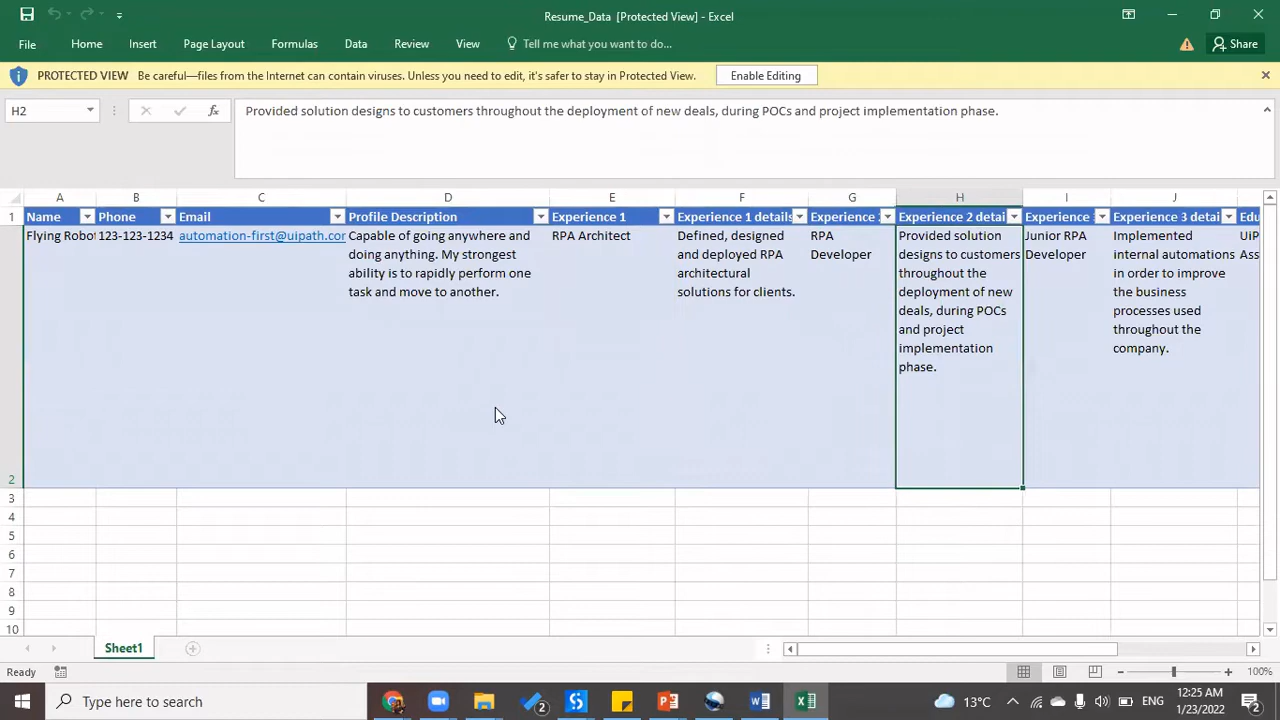 Resume_Data [Protected View] - Excel
File Home Insert Page Layout Formulas Data Review View Tell me what you want to do... Share
PROTECTED VIEW Be careful—files from the Internet can contain viruses. Unless you need to edit, it's safer to stay in Protected View. Enable Editing
H2 fx Provided solution designs to customers throughout the deployment of new deals, during POCs and project implementation phase.
A B C D E F G H I J
1 Name Phone Email Profile Description Experience 1 Experience 1 details Experience Experience 2 detai Experience Experience 3 detai Edu
Flying Robot 123-123-1234 automation-first@uipath.cor Capable of going anywhere and RPA Architect Defined, designed RPA Provided solution Junior RPA Implemented UiP
doing anything. My strongest and deployed RPA Developer designs to customers Developer internal automations Ass
ability is to rapidly perform one architectural throughout the in order to improve
task and move to another. solutions for clients. deployment of new the business
deals, during POCs processes used
and project throughout the
implementation company.
phase.
2
3
4
5
6
7
8
9
10
Sheet1
Ready 100%
Type here to search 2 13°C ENG 12:25 AM
1/23/2022 2